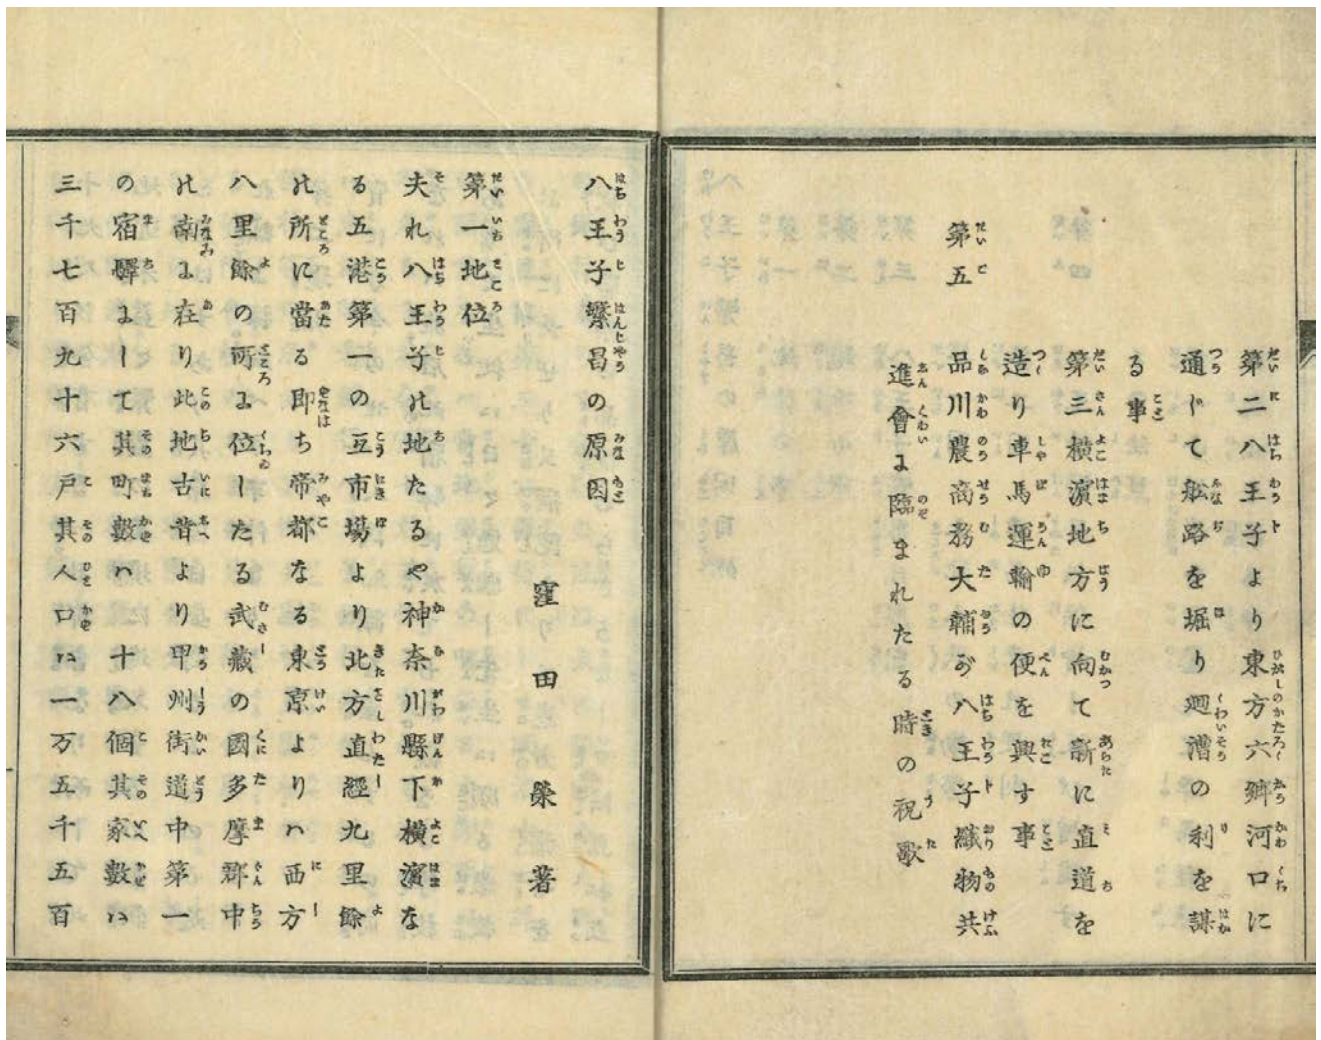 第二八王子より東方六郷河口に
通じて舩路を堀り廻漕の利を謀
る事
第三横濱地方に向て新に直道を
造り車馬運輸の便を興す事
第五
品川農商務大輔が八王子織物共
進會に臨まれたる時の祝歌
八王子繁昌の原因
窪田榮著
第一地位
夫れ八王子の地たるや神奈川縣下横濱な
る五港第一の互市場より北方直經九里餘
の所に當る即ち帝都なる東京よりハ西方
八里餘の所に位したる武藏の國多摩郡中
の南に在り此地古昔より甲州街道中第一
の宿驛にして其町數ハ十八個其家數ハ
三千七百九十六戸其人口ハ一万五千五百